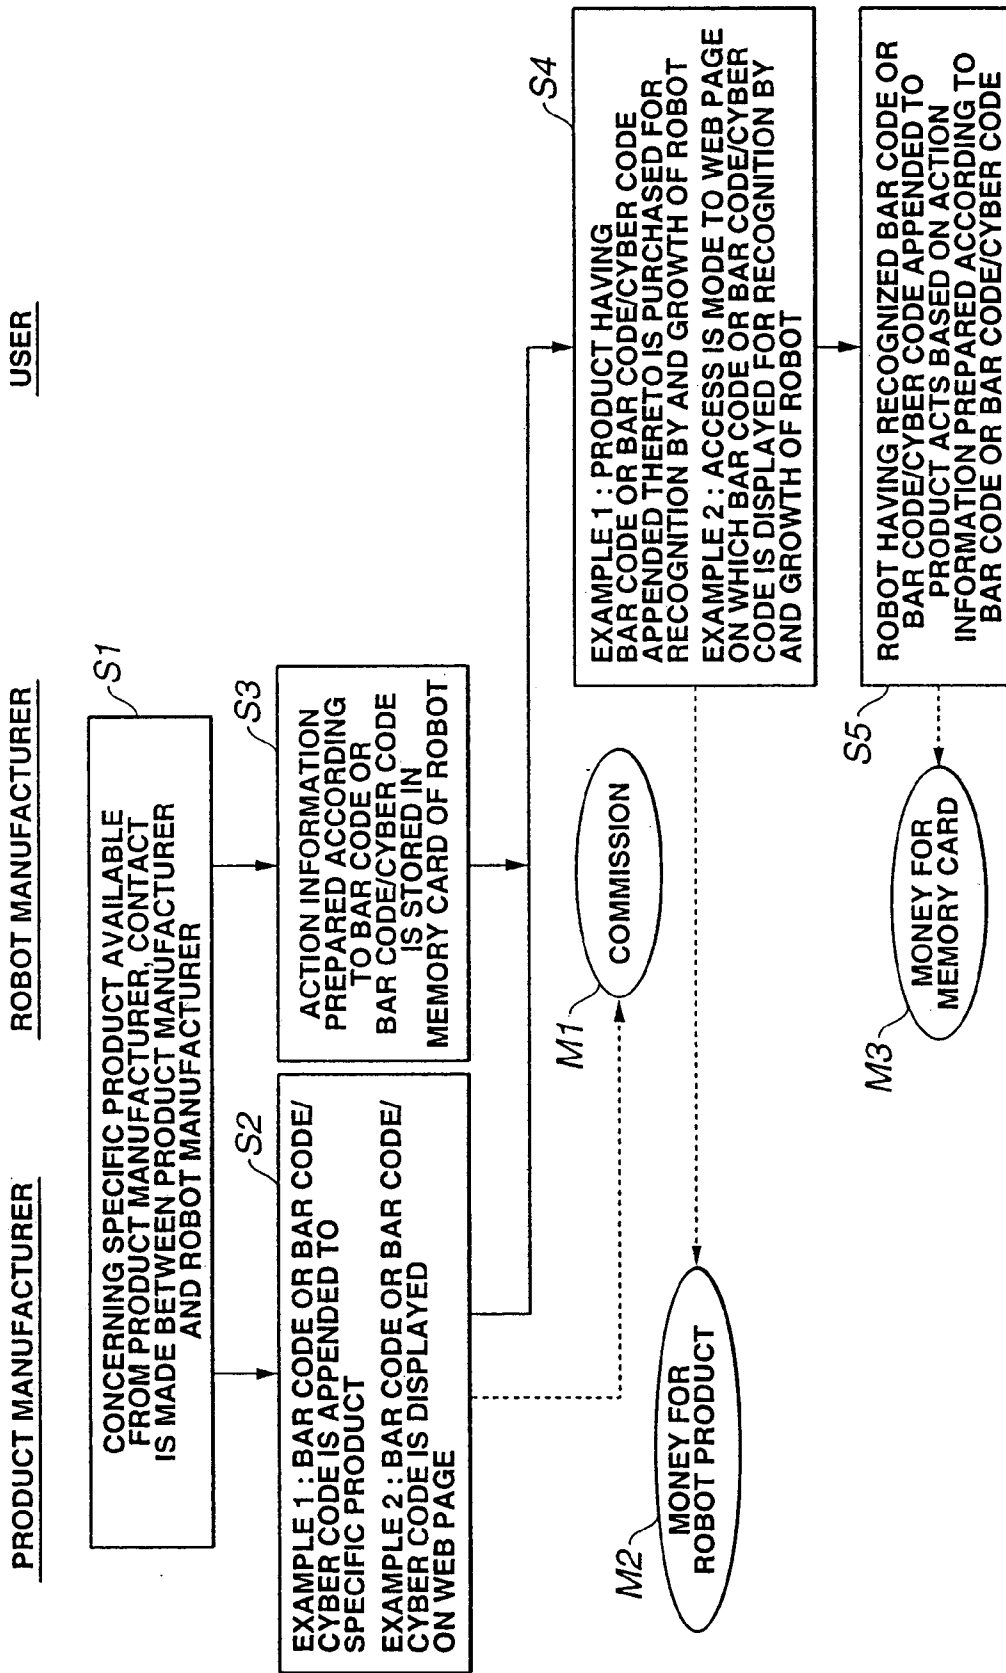 PRODUCT MANUFACTURER
ROBOT MANUFACTURER
USER
S1
CONCERNING SPECIFIC PRODUCT AVAILABLE
FROM PRODUCT MANUFACTURER, CONTACT
IS MADE BETWEEN PRODUCT MANUFACTURER
AND ROBOT MANUFACTURER
S2
EXAMPLE 1 : BAR CODE OR BAR CODE/
CYBER CODE IS APPENDED TO
SPECIFIC PRODUCT
EXAMPLE 2 : BAR CODE OR BAR CODE/
CYBER CODE IS DISPLAYED
ON WEB PAGE
S3
ACTION INFORMATION
PREPARED ACCORDING
TO BAR CODE OR
BAR CODE/CYBER CODE
IS STORED IN
MEMORY CARD OF ROBOT
S4
EXAMPLE 1 : PRODUCT HAVING
BAR CODE OR BAR CODE/CYBER CODE
APPENDED THERETO IS PURCHASED FOR
RECOGNITION BY AND GROWTH OF ROBOT
EXAMPLE 2 : ACCESS IS MODE TO WEB PAGE
ON WHICH BAR CODE OR BAR CODE/CYBER
CODE IS DISPLAYED FOR RECOGNITION BY
AND GROWTH OF ROBOT
M1
COMMISSION
M2
MONEY FOR
ROBOT PRODUCT
S5
ROBOT HAVING RECOGNIZED BAR CODE OR
BAR CODE/CYBER CODE APPENDED TO
PRODUCT ACTS BASED ON ACTION
INFORMATION PREPARED ACCORDING TO
BAR CODE OR BAR CODE/CYBER CODE
M3
MONEY FOR
MEMORY CARD